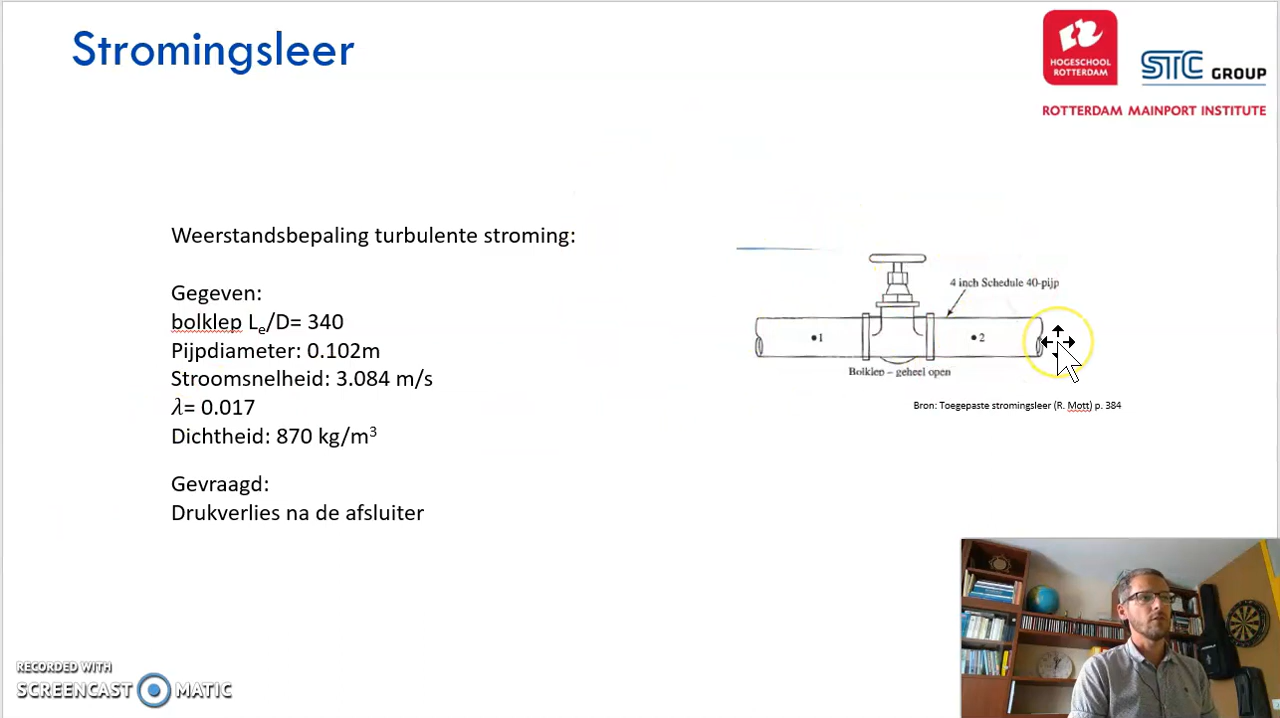 Stromingsleer
HOGESCHOOL
ROTTERDAM
STC GROUP
ROTTERDAM MAINPORT INSTITUTE
Weerstandsbepaling turbulente stroming:
Gegeven:
bolklep Le/D= 340
Pijpdiameter: 0.102m
Stroomsnelheid: 3.084 m/s
λ= 0.017
Dichtheid: 870 kg/m³
Gevraagd:
Drukverlies na de afsluiter
4 inch Schedule 40-pijp
1
2
Bolklep – geheel open
Bron: Toegepaste stromingsleer (R. Mott) p. 384
RECORDED WITH
SCREENCAST MATIC